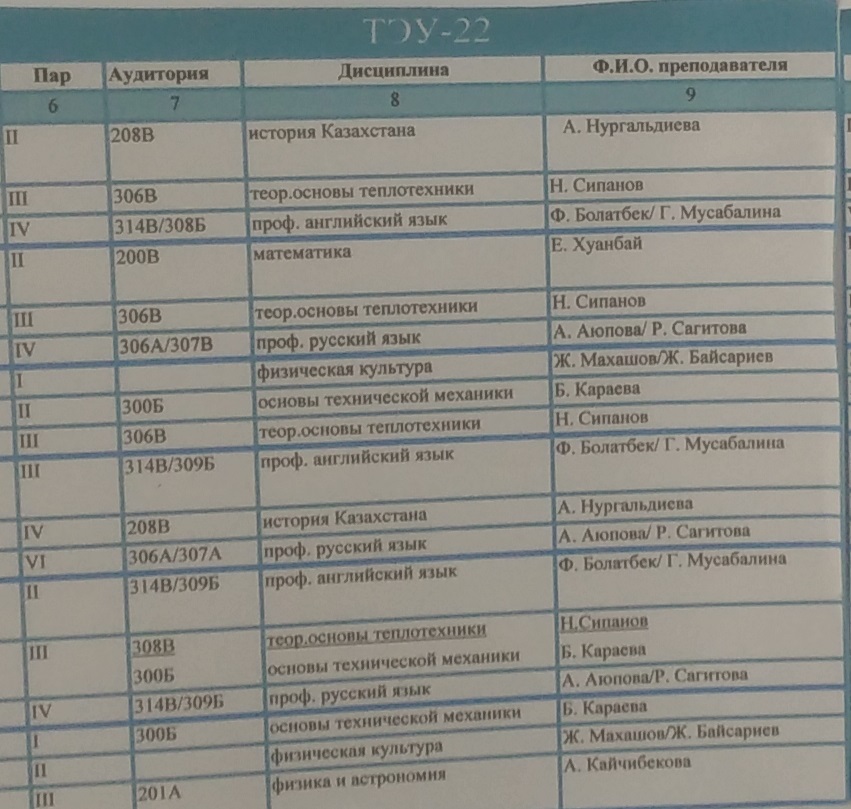 ТЭУ-22
Пар Аудитория Дисциплина Ф.И.О. преподавателя
6 7 8 9
II 208В история Казахстана А. Нургальдиева
III 306В теор.основы теплотехники Н. Сипанов
IV 314В/308Б проф. английский язык Ф. Болатбек/ Г. Мусабалина
II 200В математика Е. Хуанбай
III 306В теор.основы теплотехники Н. Сипанов
IV 306А/307В проф. русский язык А. Аюпова/ Р. Сагитова
I физическая культура Ж. Махашов/Ж. Байсариев
II 300Б основы технической механики Б. Караева
III 306В теор.основы теплотехники Н. Сипанов
III 314В/309Б проф. английский язык Ф. Болатбек/ Г. Мусабалина
IV 208В история Казахстана А. Нургальдиева
VI 306А/307А проф. русский язык А. Аюпова/ Р. Сагитова
II 314В/309Б проф. английский язык Ф. Болатбек/ Г. Мусабалина
III 308В теор.основы теплотехники Н.Сипанов
300Б основы технической механики Б. Караева
IV 314В/309Б проф. русский язык А. Аюпова/Р. Сагитова
I 300Б основы технической механики Б. Караева
II физическая культура Ж. Махашов/Ж. Байсариев
III 201А физика и астрономия А. Кайчибекова